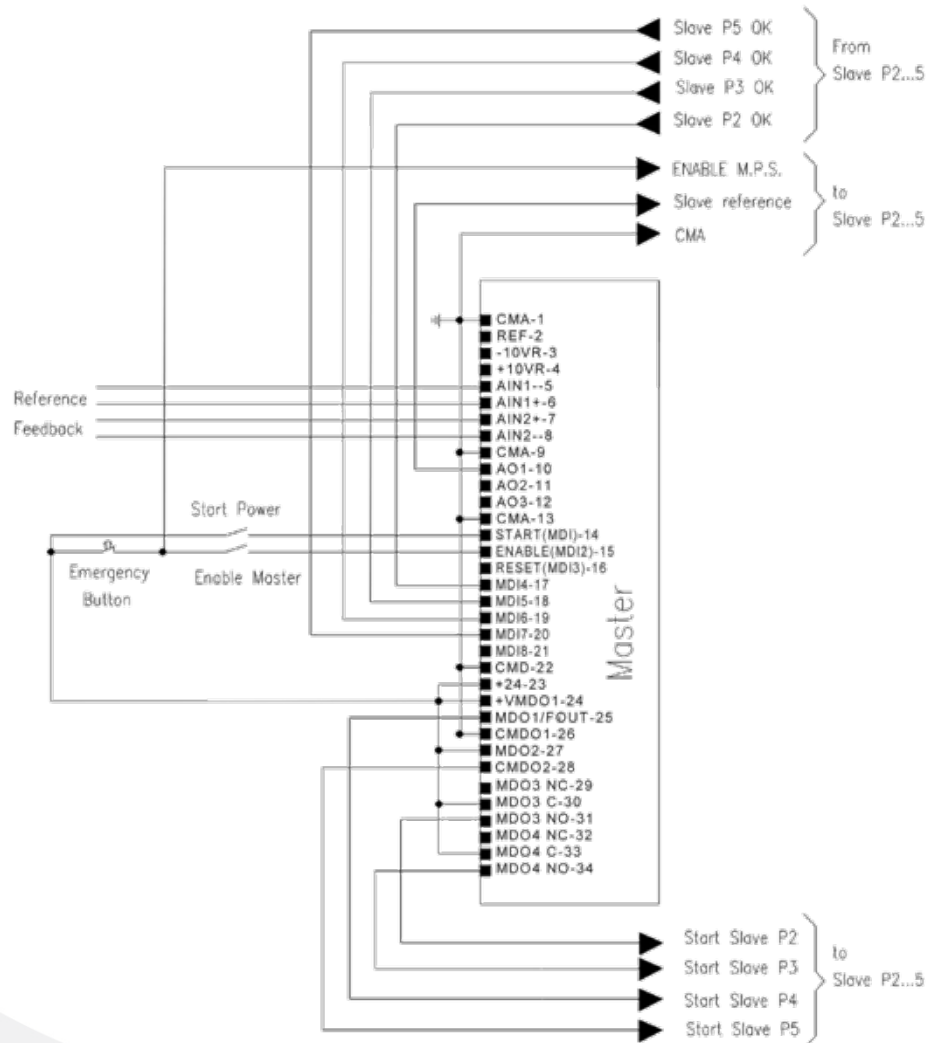 Slave P5 OK
Slave P4 OK
Slave P3 OK
Slave P2 OK
From
Slave P2...5
ENABLE M.P.S.
Slave reference
CMA
to
Slave P2...5
Reference
Feedback
Start Power
Emergency
Button
Enable Master
CMA-1
REF-2
-10VR-3
+10VR-4
AIN1--5
AIN1+-6
AIN2+-7
AIN2--8
CMA-9
AO1-10
AO2-11
AO3-12
CMA-13
START(MDI)-14
ENABLE(MDI2)-15
RESET(MDI3)-16
MDI4-17
MDI5-18
MDI6-19
MDI7-20
MDI8-21
CMD-22
+24-23
+VMDO1-24
MDO1/FOUT-25
CMDO1-26
MDO2-27
CMDO2-28
MDO3 NC-29
MDO3 C-30
MDO3 NO-31
MDO4 NC-32
MDO4 C-33
MDO4 NO-34
Master
Start Slave P2
Start Slave P3
Start Slave P4
Start Slave P5
to
Slave P2...5